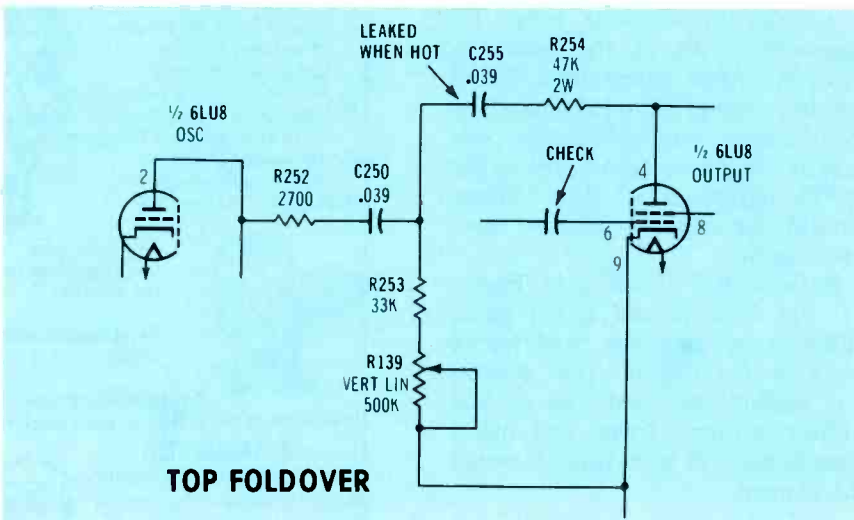 LEAKED
WHEN HOT
C255
.039
R254
47K
2W
½ 6LU8
OSC
2
R252
2700
C250
.039
CHECK
½ 6LU8
OUTPUT
4
6
8
9
R253
33K
R139
VERT LIN
500K
TOP FOLDOVER